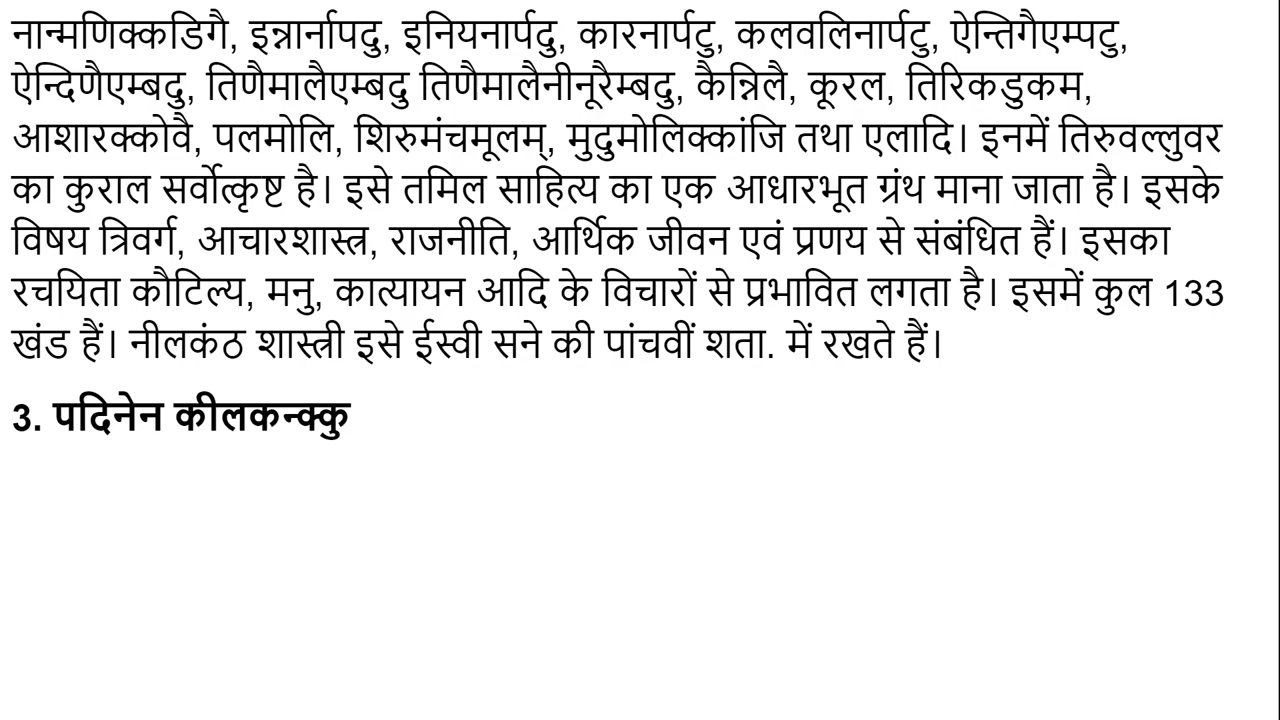 नान्मणिक्कडिगै, इन्नार्नापदु, इनियनार्पदु, कारनार्पटु, कलवलिनार्पटु, ऐन्तिगैएम्पटु,
ऐन्दिणैएम्बदु, तिणैमालैएम्बदु तिणैमालैनीनूरैम्बदु, कैन्निलै, कूरल, तिरिकडुकम,
आशारक्कोवै, पलमोलि, शिरुमंचमूलम्, मुदुमोलिक्कांजि तथा एलादि। इनमें तिरुवल्लुवर
का कुराल सर्वोत्कृष्ट है। इसे तमिल साहित्य का एक आधारभूत ग्रंथ माना जाता है। इसके
विषय त्रिवर्ग, आचारशास्त्र, राजनीति, आर्थिक जीवन एवं प्रणय से संबंधित हैं। इसका
रचयिता कौटिल्य, मनु, कात्यायन आदि के विचारों से प्रभावित लगता है। इसमें कुल 133
खंड हैं। नीलकंठ शास्त्री इसे ईस्वी सने की पांचवीं शता. में रखते हैं।
3. पदिनेन कीलकन्क्कु